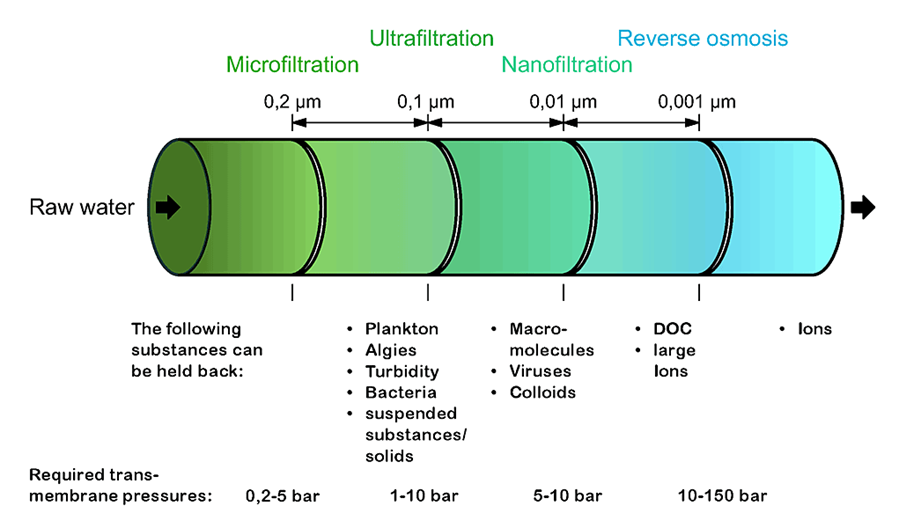 Ultrafiltration
Reverse osmosis
Microfiltration
Nanofiltration
0,2 µm
0,1 µm
0,01 µm
0,001 µm
Raw water
The following
substances can
be held back:
• Plankton
• Algies
• Turbidity
• Bacteria
• suspended
substances/
solids
• Macro-
molecules
• Viruses
• Colloids
• DOC
• large
Ions
• Ions
Required trans-
membrane pressures:
0,2-5 bar
1-10 bar
5-10 bar
10-150 bar